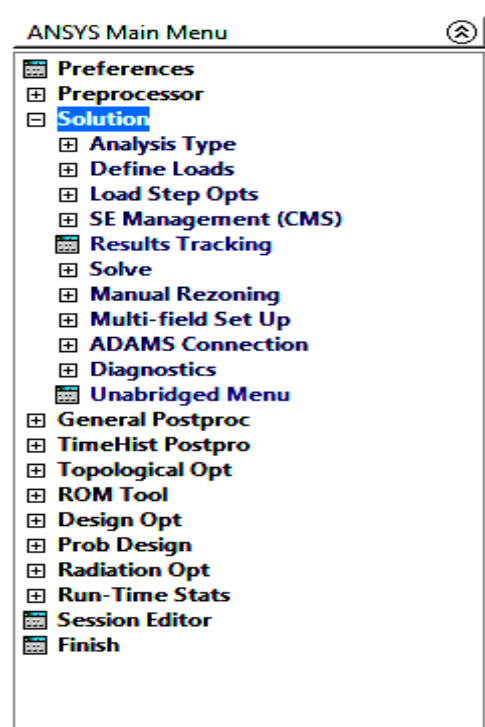 ANSYS Main Menu
Preferences
Preprocessor
Solution
Analysis Type
Define Loads
Load Step Opts
SE Management (CMS)
Results Tracking
Solve
Manual Rezoning
Multi-field Set Up
ADAMS Connection
Diagnostics
Unabridged Menu
General Postproc
TimeHist Postpro
Topological Opt
ROM Tool
Design Opt
Prob Design
Radiation Opt
Run-Time Stats
Session Editor
Finish